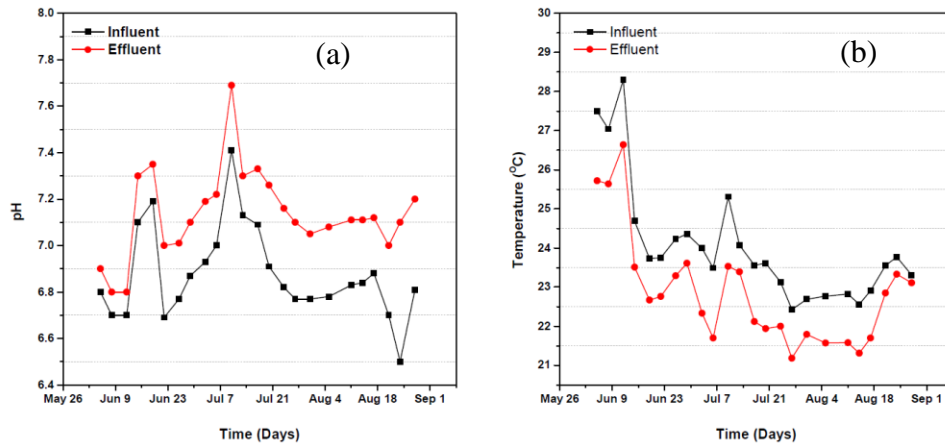 (a)
Influent
Effluent
8.0
7.8
7.6
7.4
7.2
7.0
6.8
6.6
6.4
pH
May 26 Jun 9 Jun 23 Jul 7 Jul 21 Aug 4 Aug 18 Sep 1
Time (Days)
(b)
Influent
Effluent
30
29
28
27
26
25
24
23
22
21
Temperature (OC)
May 26 Jun 9 Jun 23 Jul 7 Jul 21 Aug 4 Aug 18 Sep 1
Time (Days)